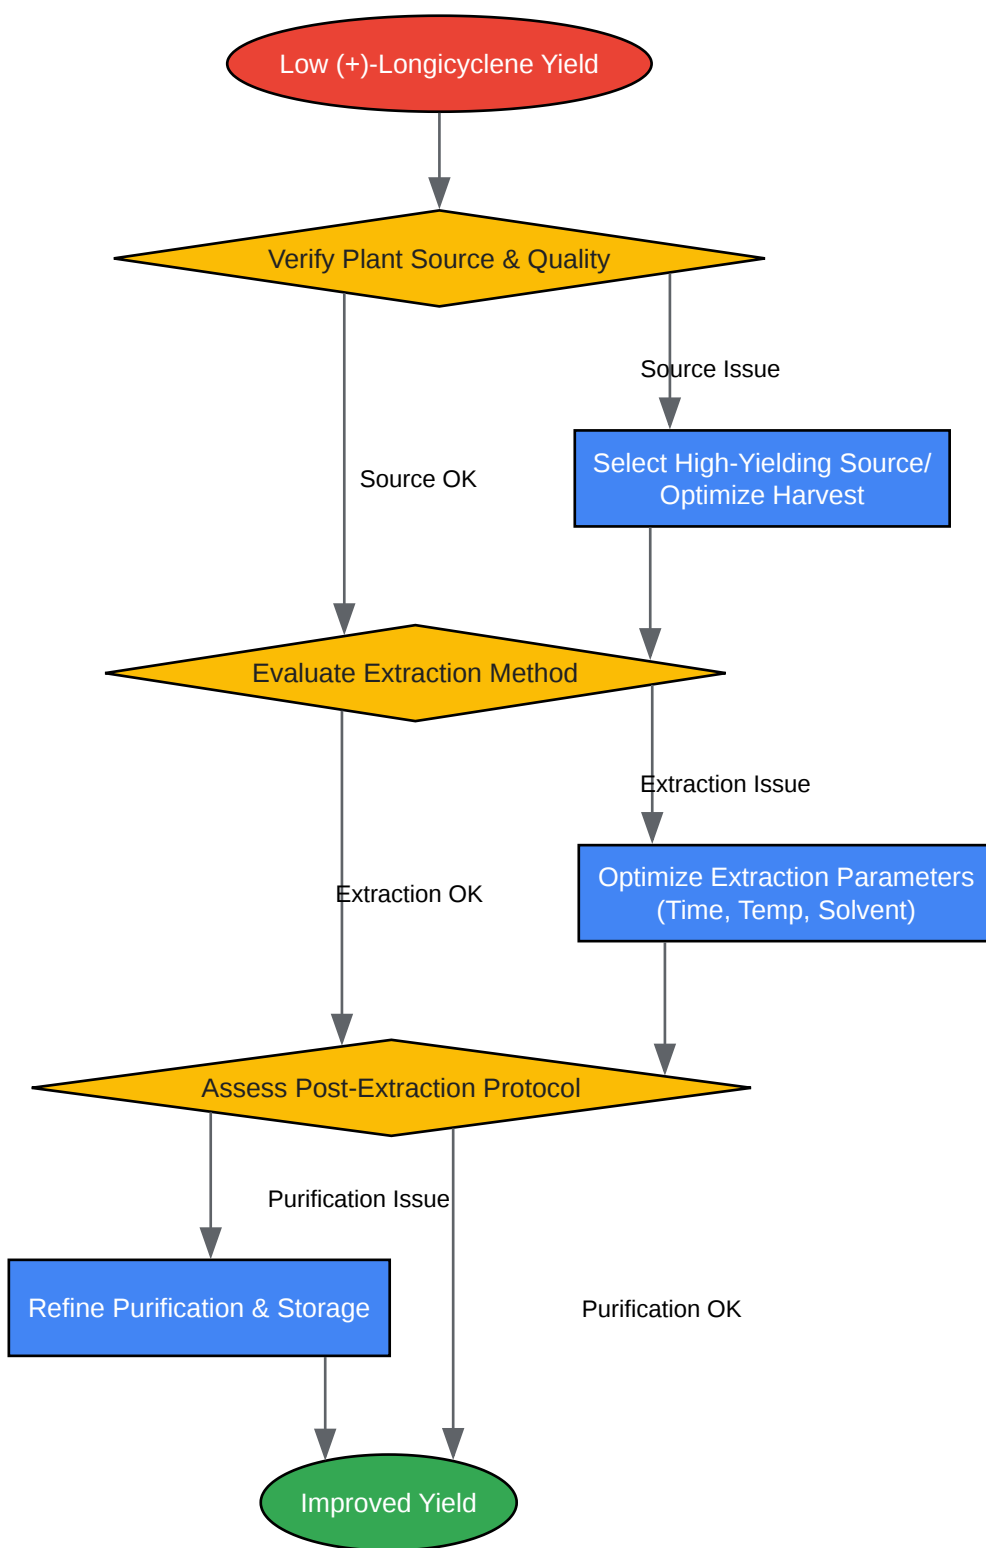 Low (+)-Longicyclene Yield
Verify Plant Source & Quality
Source Issue
Select High-Yielding Source/
Optimize Harvest
Source OK
Evaluate Extraction Method
Extraction Issue
Optimize Extraction Parameters
(Time, Temp, Solvent)
Extraction OK
Assess Post-Extraction Protocol
Purification Issue
Refine Purification & Storage
Purification OK
Improved Yield